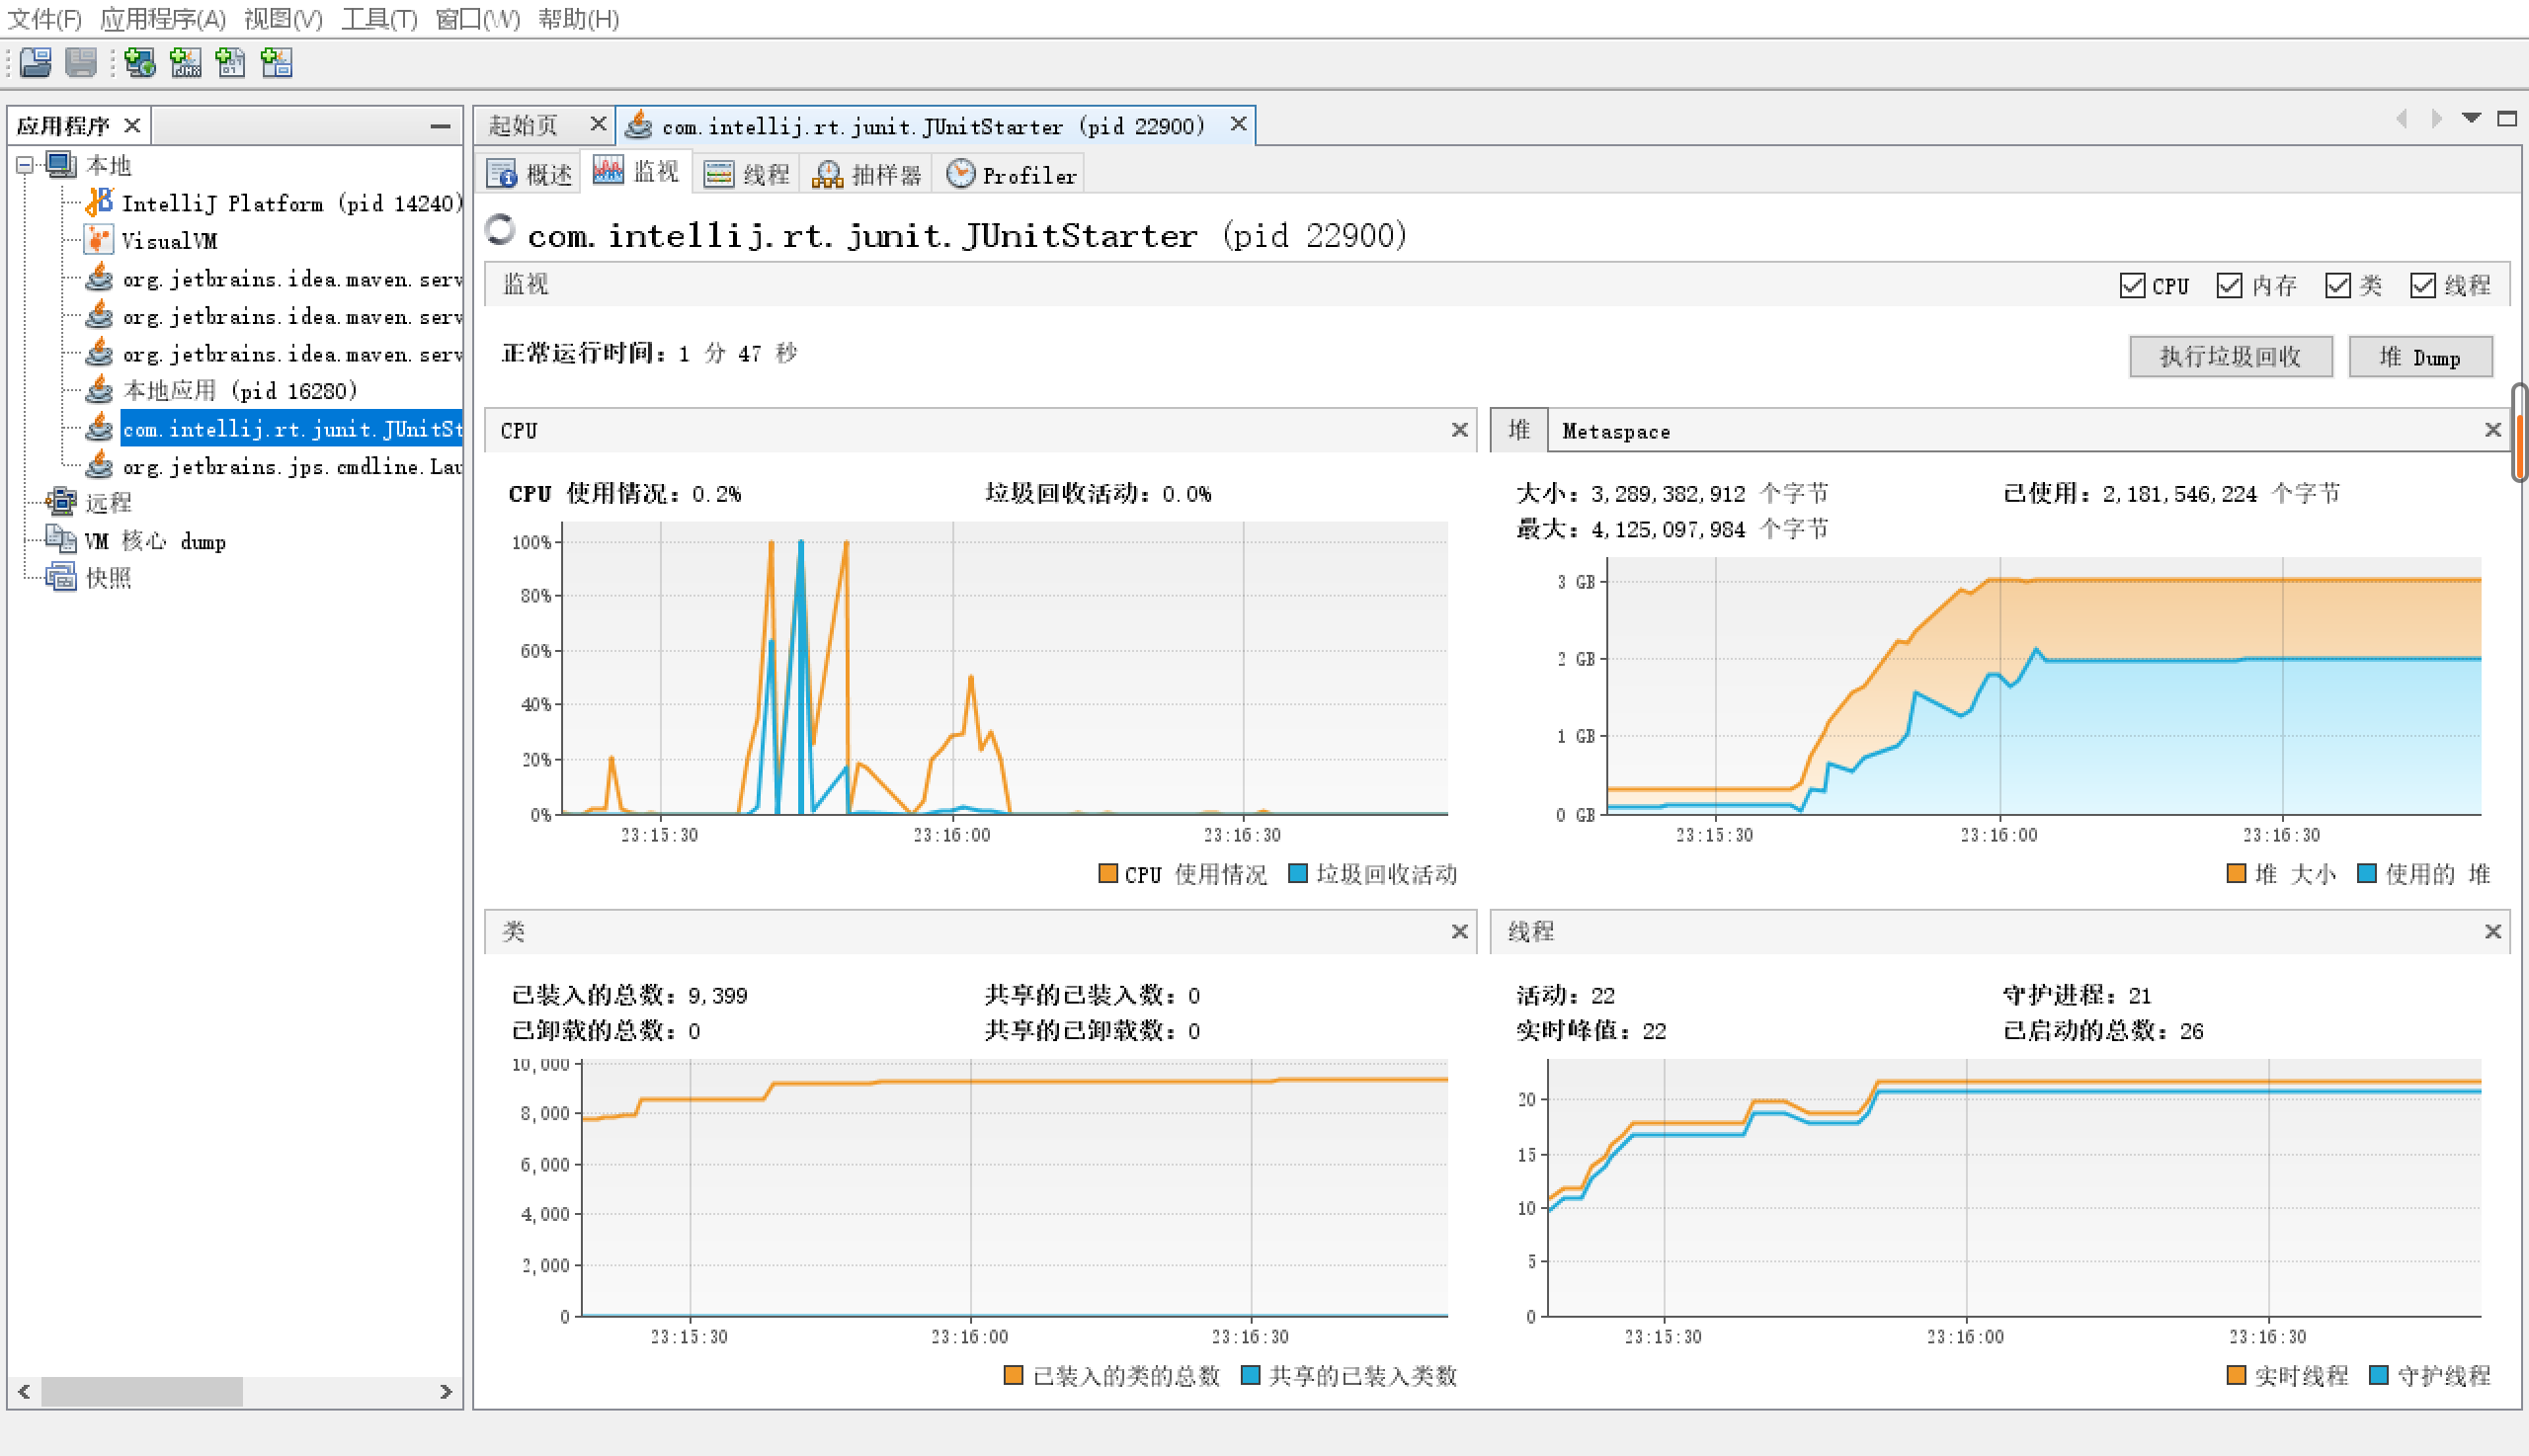 文件(F) 应用程序(A) 视图(V) 工具(T) 窗口(W) 帮助(H)
应用程序
本地
IntelliJ Platform (pid 14240)
VisualVM
org.jetbrains.idea.maven.serv
org.jetbrains.idea.maven.serv
org.jetbrains.idea.maven.serv
本地应用 (pid 16280)
com.intellij.rt.junit.JUnitSt
org.jetbrains.jps.cmdline.Lau
远程
VM 核心 dump
快照
起始页 com.intellij.rt.junit.JUnitStarter (pid 22900)
概述 监视 线程 抽样器 Profiler
com.intellij.rt.junit.JUnitStarter (pid 22900)
监视 CPU 内存 类 线程
正常运行时间: 1 分 47 秒 执行垃圾回收 堆 Dump
CPU
CPU 使用情况: 0.2% 垃圾回收活动: 0.0%
100%
80%
60%
40%
20%
0%
23:15:30 23:16:00 23:16:30
CPU 使用情况 垃圾回收活动
堆 Metaspace
大小: 3,289,382,912 个字节 已使用: 2,181,546,224 个字节
最大: 4,125,097,984 个字节
3 GB
2 GB
1 GB
0 GB
23:15:30 23:16:00 23:16:30
堆 大小 使用的 堆
类
已装入的总数: 9,399 共享的已装入数: 0
已卸载的总数: 0 共享的已卸载数: 0
10,000
8,000
6,000
4,000
2,000
0
23:15:30 23:16:00 23:16:30
已装入的类的总数 共享的已装入类数
线程
活动: 22 守护进程: 21
实时峰值: 22 已启动的总数: 26
20
15
10
5
0
23:15:30 23:16:00 23:16:30
实时线程 守护线程